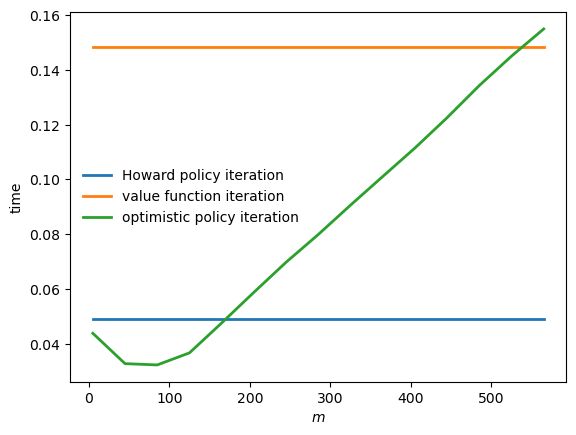 0.16
0.14
0.12
0.10
0.08
0.06
0.04
time
Howard policy iteration
value function iteration
optimistic policy iteration
0 100 200 300 400 500
m